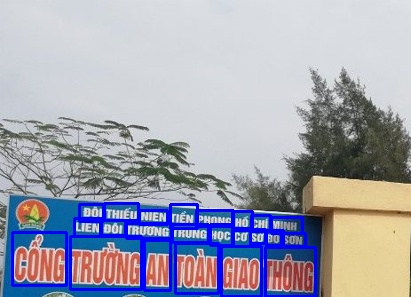 ĐỘI THIẾU NIÊN TIỀN PHONG HỒ CHÍ MINH
LIÊN ĐỘI TRƯỜNG TRUNG HỌC CƠ SỞ ĐỒ SƠN
CỔNG TRƯỜNG AN TOÀN GIAO THÔNG